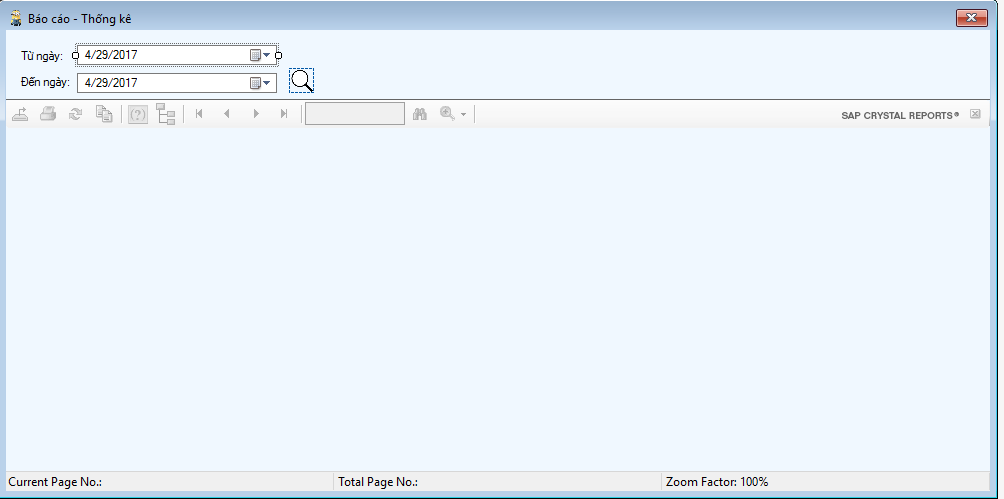 Báo cáo - Thống kê
Từ ngày: 4/29/2017
Đến ngày: 4/29/2017
(?)
SAP CRYSTAL REPORTS®
Current Page No.: Total Page No.: Zoom Factor: 100%